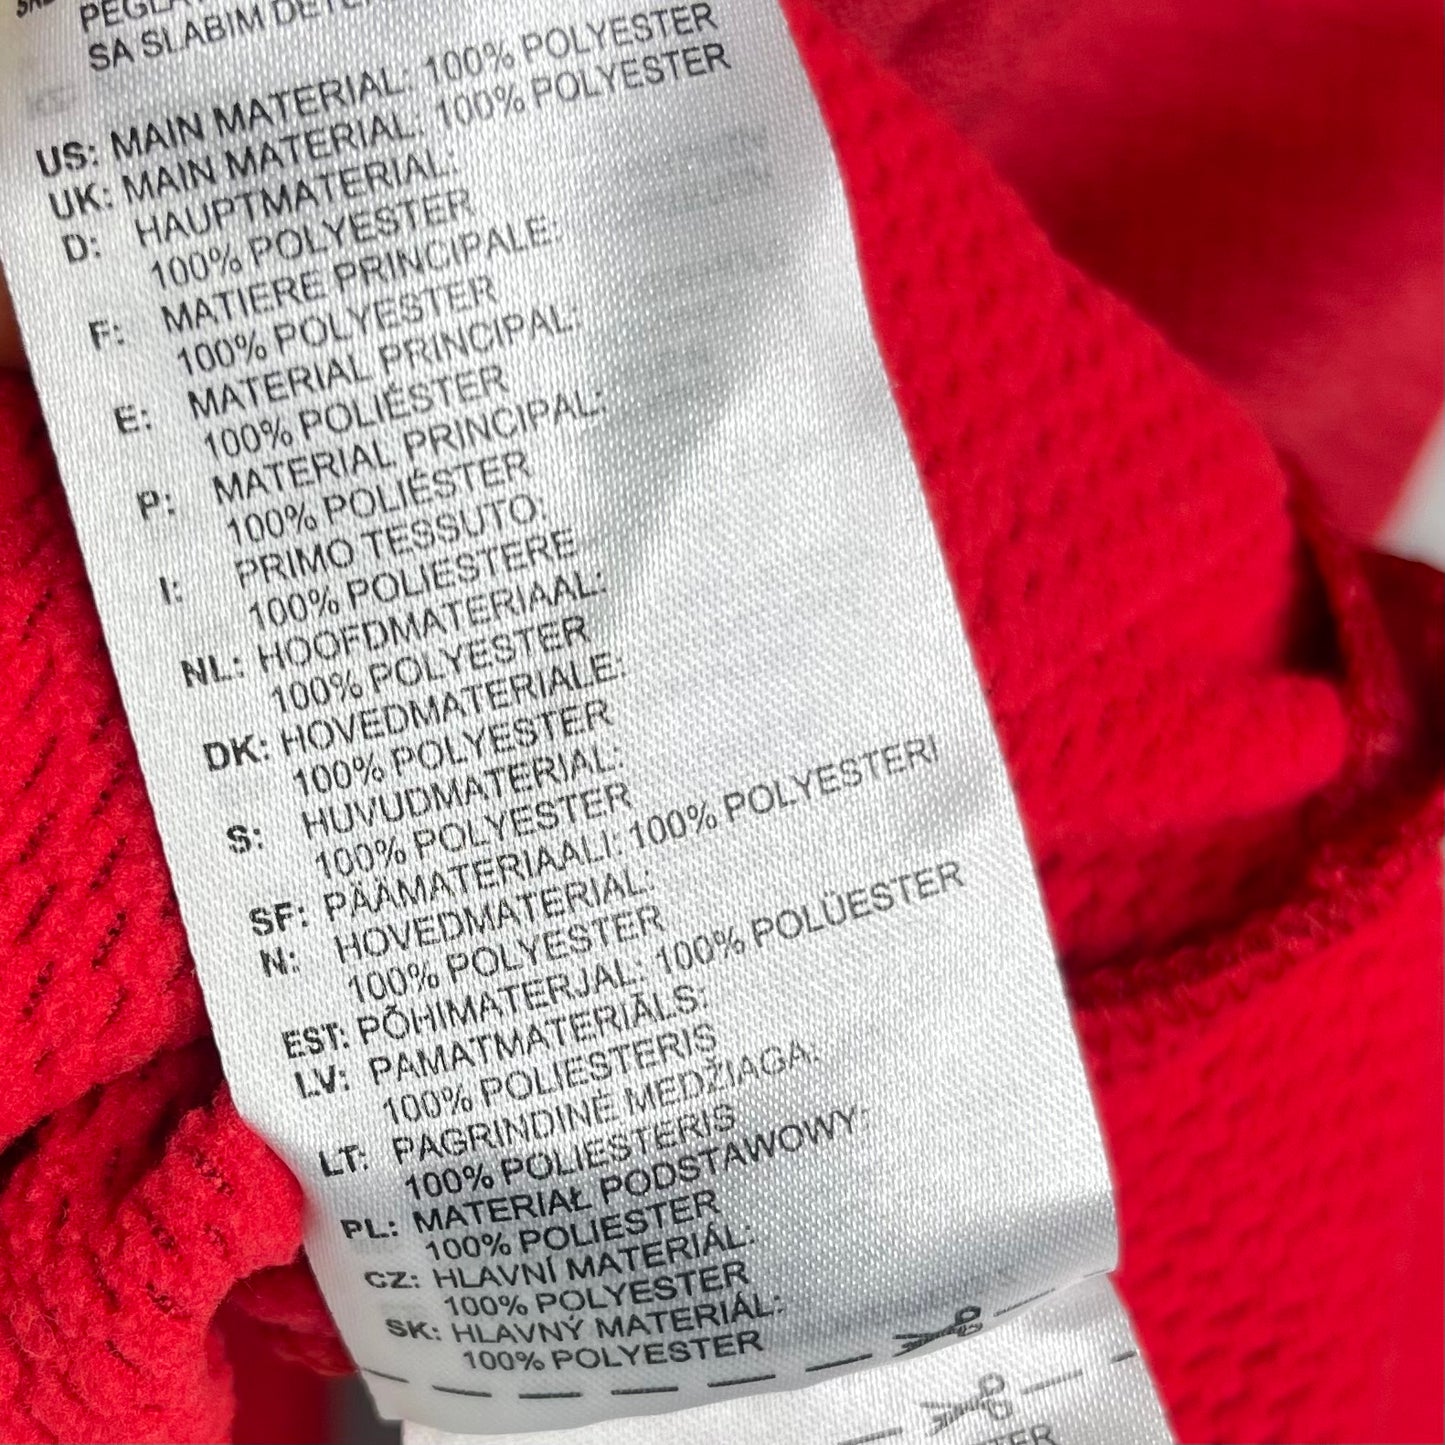 SA SLABIM
US: MAIN MATERIAL: 100% POLYESTER
UK: MAIN MATERIAL: 100% POLYESTER
D: HAUPTMATERIAL:
100% POLYESTER
F: MATIERE PRINCIPALE:
100% POLYESTER
E: MATERIAL PRINCIPAL:
100% POLIÉSTER
P: MATERIAL PRINCIPAL:
100% POLIÉSTER
I: PRIMO TESSUTO:
100% POLIESTERE
NL: HOOFDMATERIAAL:
100% POLYESTER
DK: HOVEDMATERIALE:
100% POLYESTER
S: HUVUDMATERIAL:
100% POLYESTER
SF: PÄÄMATERIAALI: 100% POLYESTERI
N: HOVEDMATERIAL:
100% POLYESTER
EST: PÕHIMATERJAL: 100% POLÜESTER
LV: PAMATMATERIĀLS:
100% POLIESTERIS
LT: PAGRINDINĖ MEDŽIAGA:
100% POLIESTERIS
PL: MATERIAŁ PODSTAWOWY:
100% POLIESTER
CZ: HLAVNÍ MATERIÁL:
100% POLYESTER
SK: HLAVNÝ MATERIÁL:
100% POLYESTER